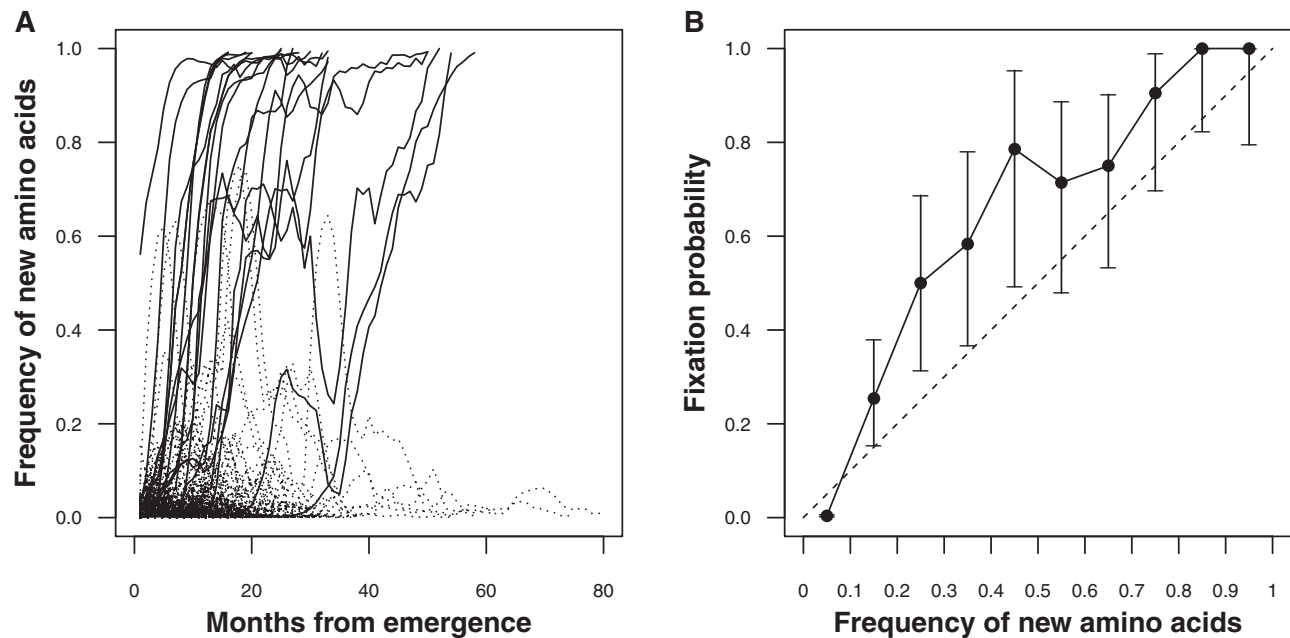 A
Frequency of new amino acids
1.0
0.8
0.6
0.4
0.2
0.0
0 20 40 60 80
Months from emergence
B
Fixation probability
1.0
0.8
0.6
0.4
0.2
0.0
0 0.1 0.2 0.3 0.4 0.5 0.6 0.7 0.8 0.9 1
Frequency of new amino acids